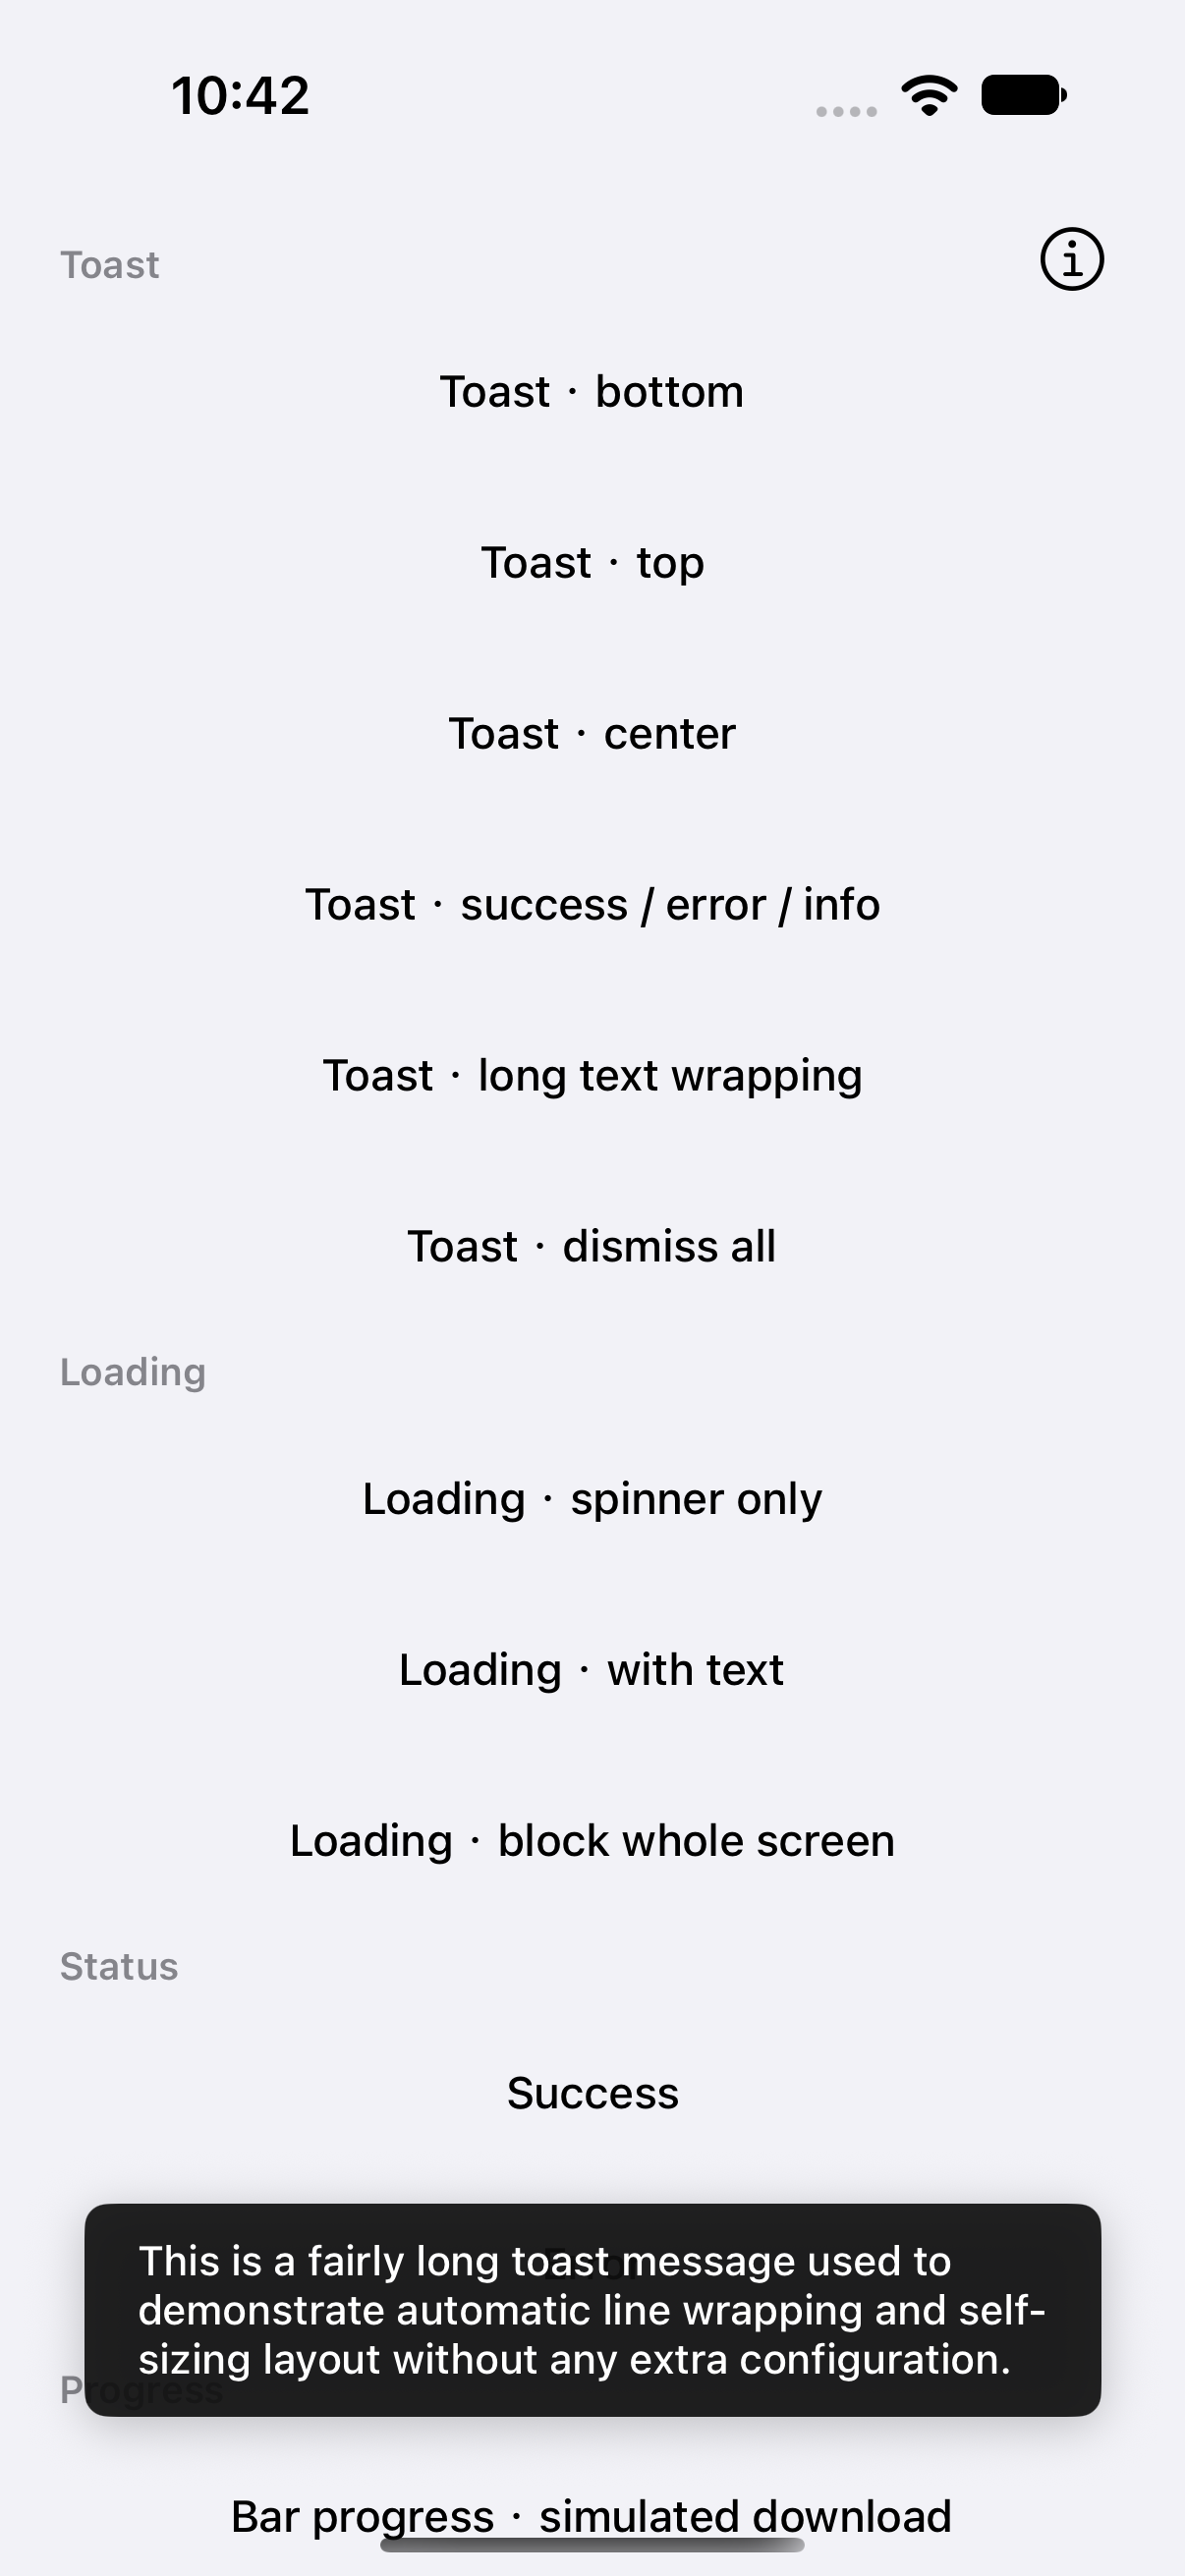 10:42
Toast
Toast · bottom
Toast · top
Toast · center
Toast · success / error / info
Toast · long text wrapping
Toast · dismiss all
Loading
Loading · spinner only
Loading · with text
Loading · block whole screen
Status
Success
Error
This is a fairly long toast message used to
demonstrate automatic line wrapping and self-
sizing layout without any extra configuration.
Progress
Bar progress · simulated download